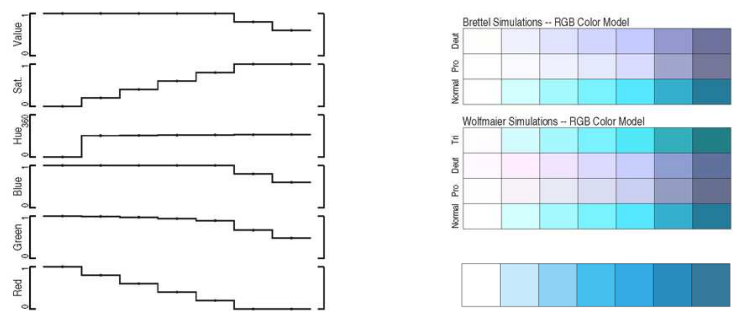 Value
1
0
Sat.
1
0
Hue
360
0
Blue
1
0
Green
1
0
Red
1
0
Brettel Simulations -- RGB Color Model
Deut
Pro
Normal
Wolfmaier Simulations -- RGB Color Model
Tri
Deut
Pro
Normal